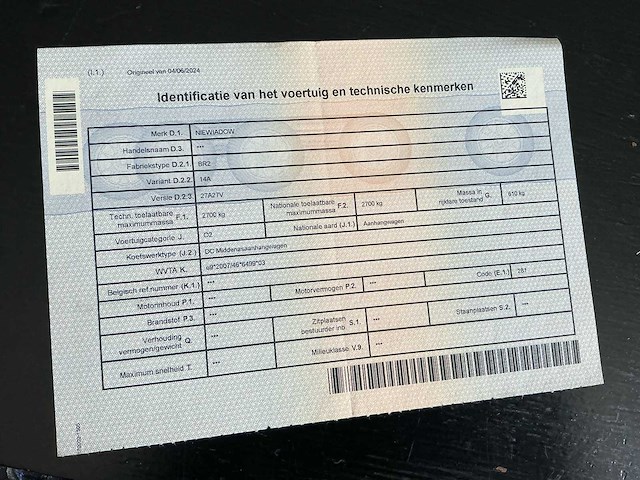 (I.1.) Origineel van 04/06/2024
Identificatie van het voertuig en technische kenmerken
Merk D.1. NIEWIADOW
Handelsnaam D.3. ***
Fabriekstype D.2.1. BR2
Variant D.2.2. 14A
Versie D.2.3. 27A27V
Techn. toelaatbare maximummassa F.1. 2700 kg Nationale toelaatbare maximummassa F.2. 2700 kg Massa in rijklare toestand G. 610 kg
Voertuigcategorie J. O2 Nationale aard (J.1.) Aanhangwagen
Koetswerktype (J.2.) DC Middenasaanhangwagen
WVTA K. e9*2007/46*6499*03
Belgisch ref.nummer (K.1.) ***
Motorinhoud P.1. *** Motorvermogen P.2. *** Code (E.1.) 281
Brandstof P.3. ***
Verhouding vermogen/gewicht Q. *** Zitplaatsen bestuurder inb. S.1. *** Staanplaatsen S.2. ***
Maximum snelheid T. *** Milieuklasse V.9. ***